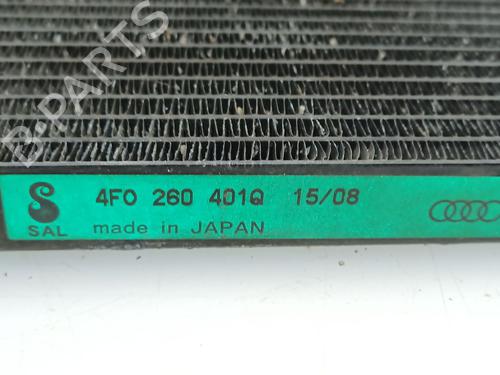 B-PARTS
4F0 260 401Q 15/08
SAL
made in JAPAN